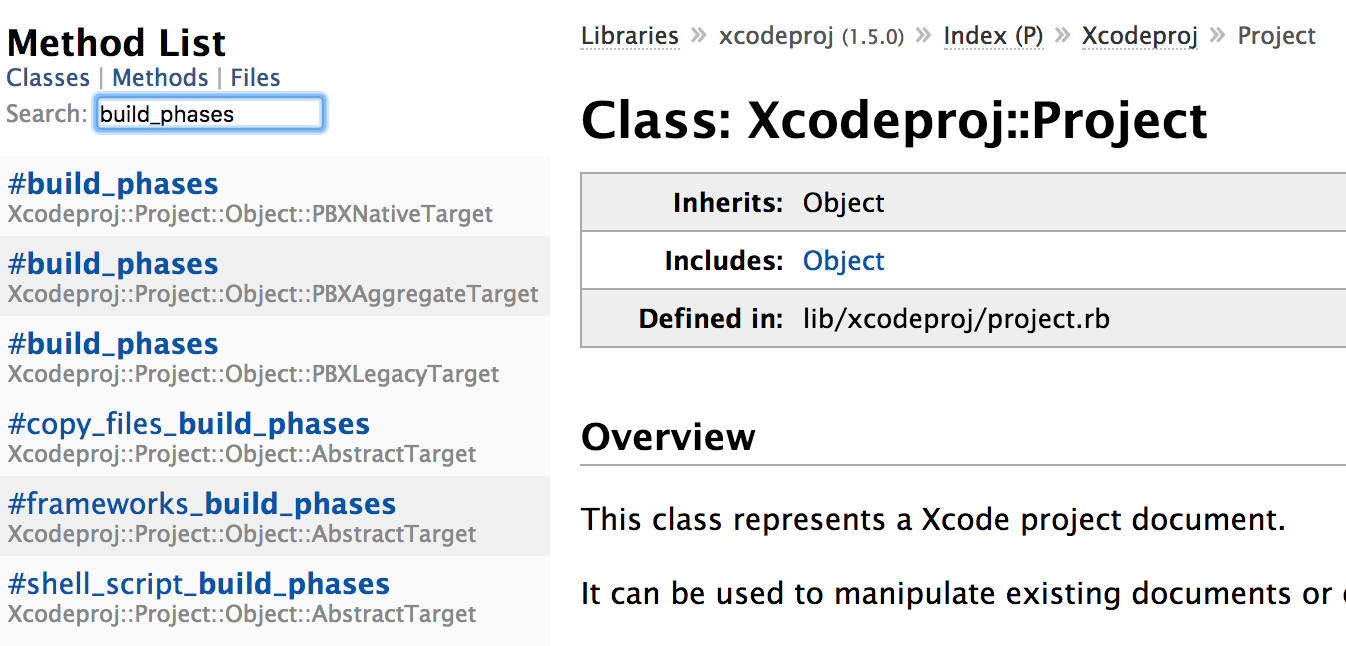 Method List
Classes | Methods | Files
Search: build_phases
#build_phases
Xcodeproj::Project::Object::PBXNativeTarget
#build_phases
Xcodeproj::Project::Object::PBXAggregateTarget
#build_phases
Xcodeproj::Project::Object::PBXLegacyTarget
#copy_files_build_phases
Xcodeproj::Project::Object::AbstractTarget
#frameworks_build_phases
Xcodeproj::Project::Object::AbstractTarget
#shell_script_build_phases
Xcodeproj::Project::Object::AbstractTarget
Libraries » xcodeproj (1.5.0) » Index (P) » Xcodeproj » Project
Class: Xcodeproj::Project
Inherits: Object
Includes: Object
Defined in: lib/xcodeproj/project.rb
Overview
This class represents a Xcode project document.
It can be used to manipulate existing documents or